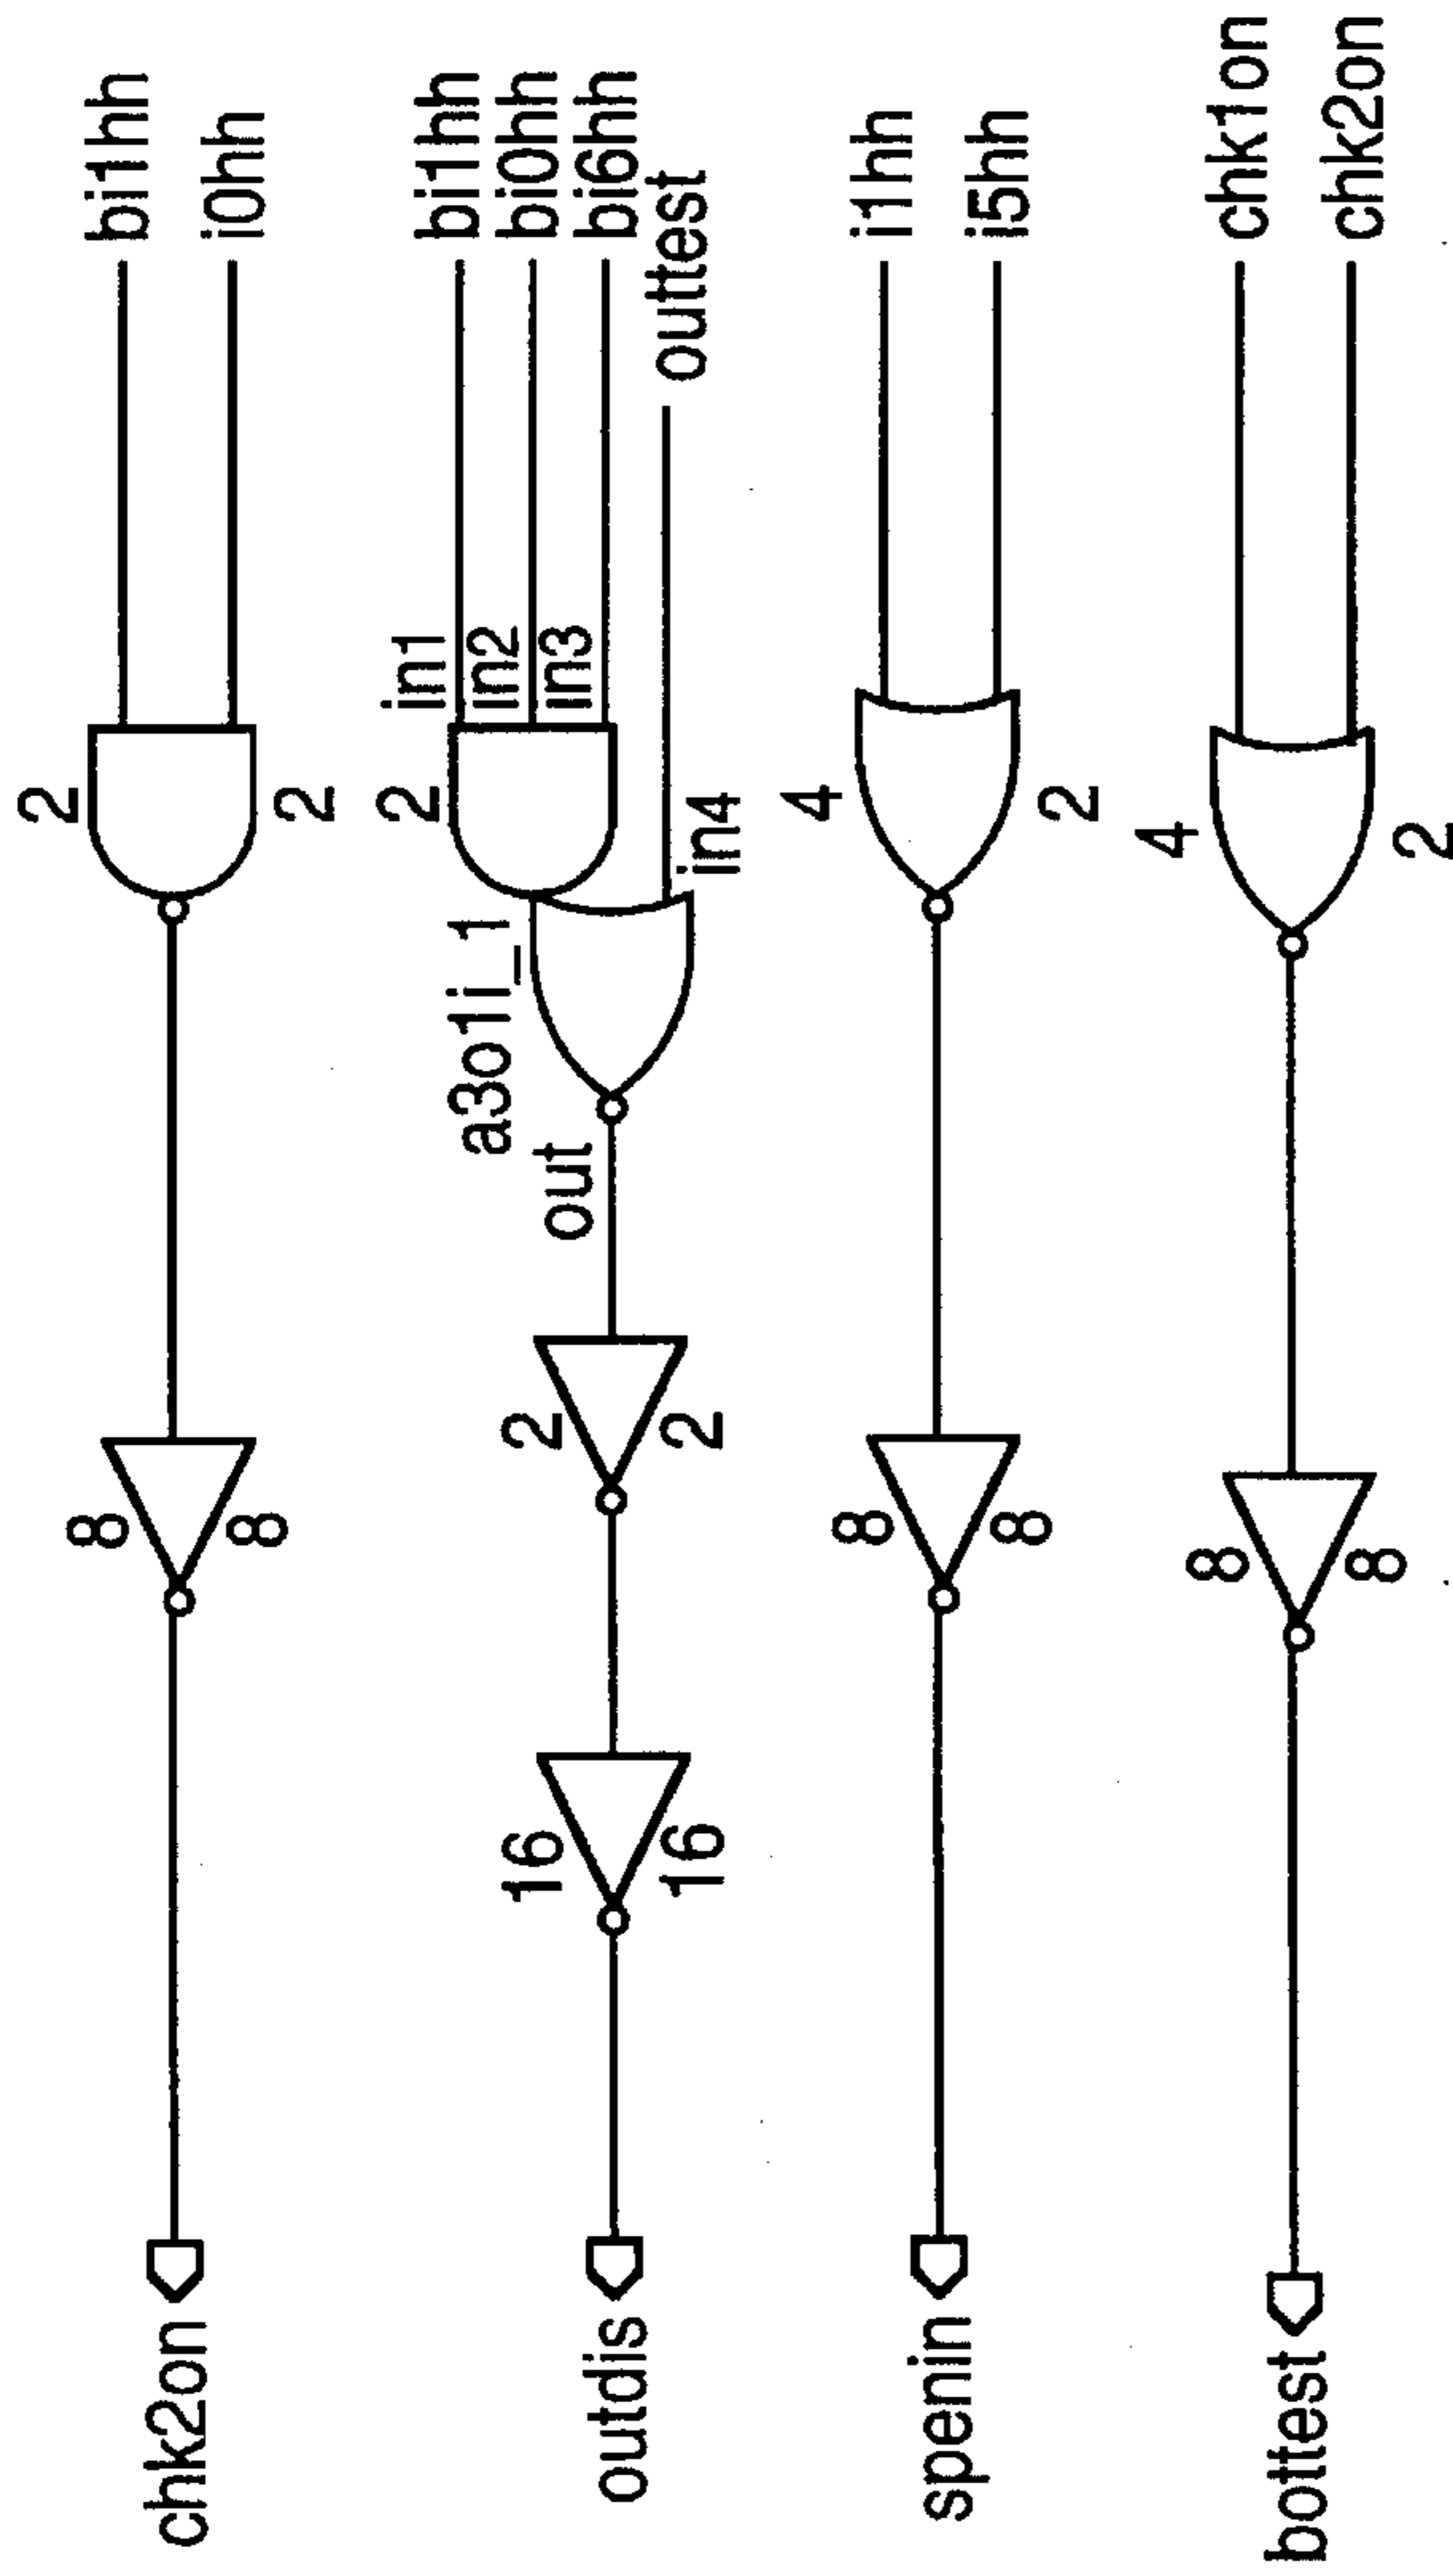 bi1hh
i0hh
2
2
8
8
chk2on
bi1hh
bi0hh
bi6hh
outtest
in1
in2
in3
in4
2
a3o1i_1
out
2
2
16
16
outdis
i1hh
i5hh
4
2
8
8
spenin
chk1on
chk2on
4
2
8
8
bottest